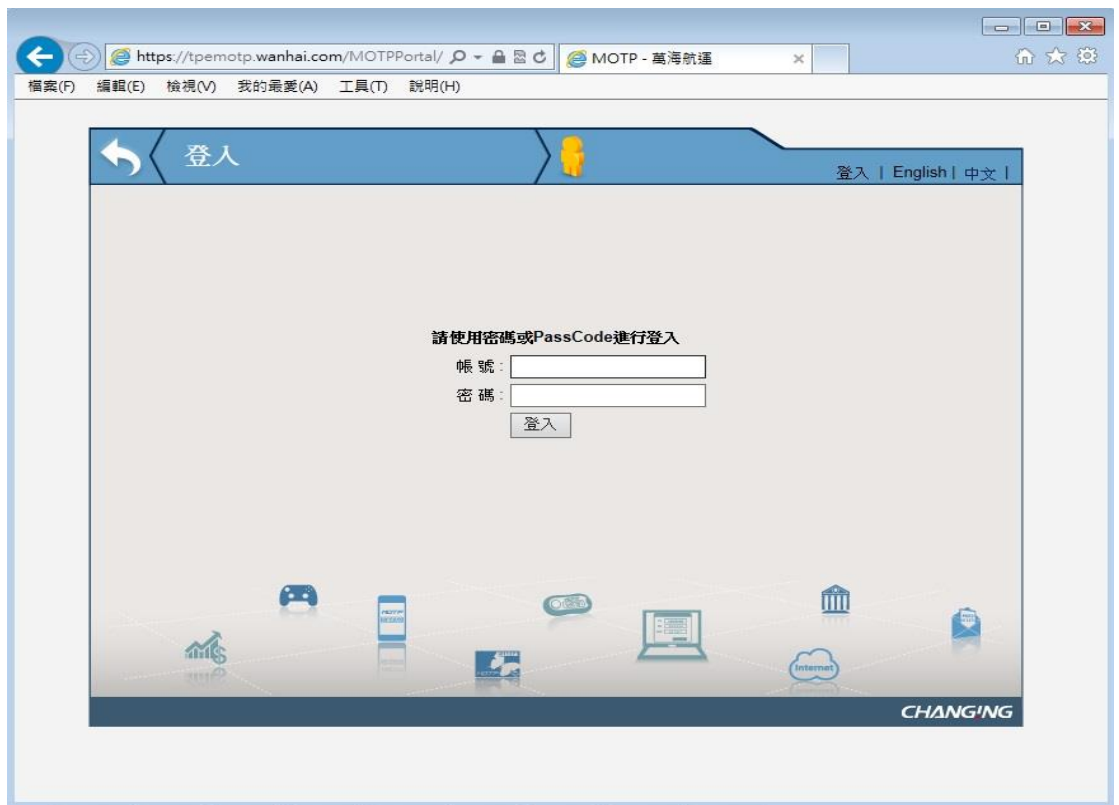 https://tpemotp.wanhai.com/MOTPPortal/
MOTP - 萬海航運
檔案(F) 編輯(E) 檢視(V) 我的最愛(A) 工具(T) 說明(H)
登入
登入 | English | 中文 |
請使用密碼或PassCode進行登入
帳 號 :
密 碼 :
登入
MOTP
Internet
CHANGING